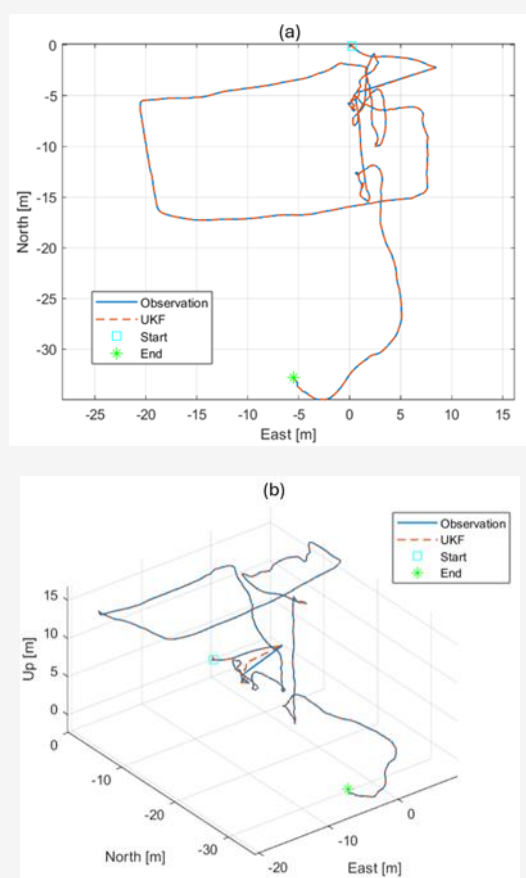 (a)
0
-5
-10
-15
-20
-25
-30
North [m]
Observation
UKF
Start
End
-25 -20 -15 -10 -5 0 5 10 15
East [m]
(b)
Observation
UKF
Start
End
15
10
5
0
Up [m]
0
-10
-20
-30
North [m]
-20
-10
0
East [m]